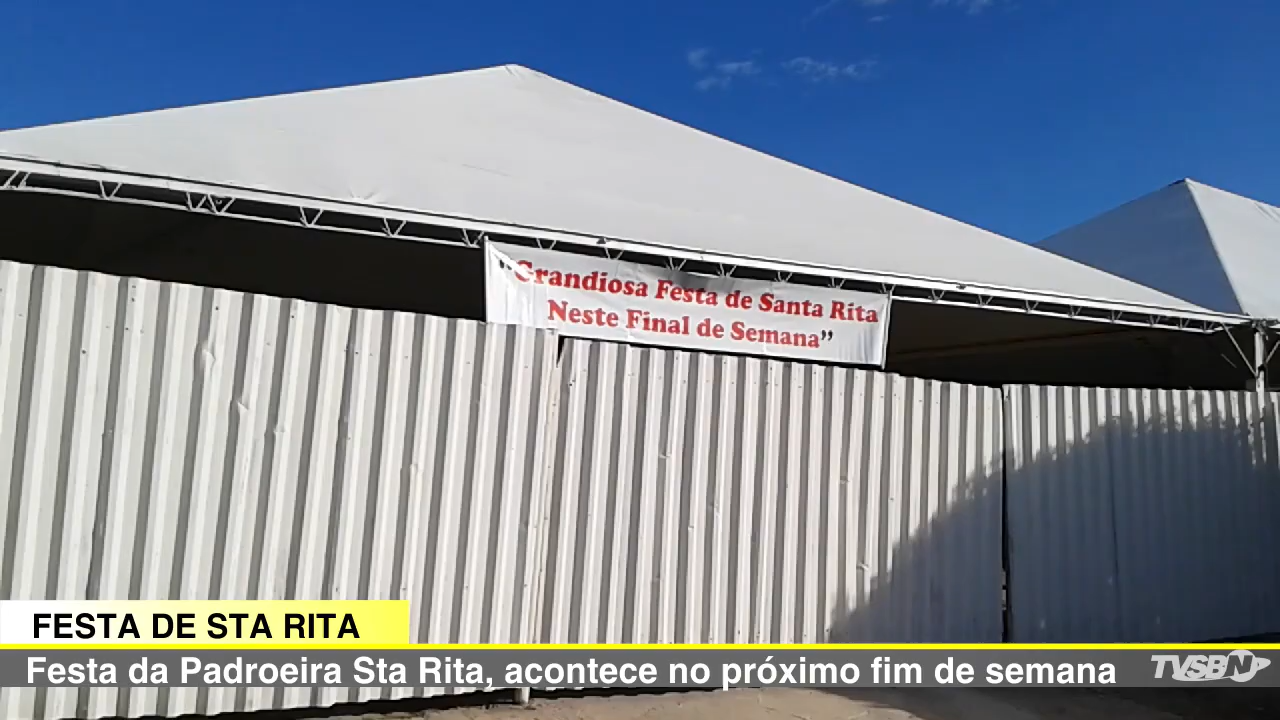 "Grandiosa Festa de Santa Rita
Neste Final de Semana"
FESTA DE STA RITA
Festa da Padroeira Sta Rita, acontece no próximo fim de semana
TVSBN